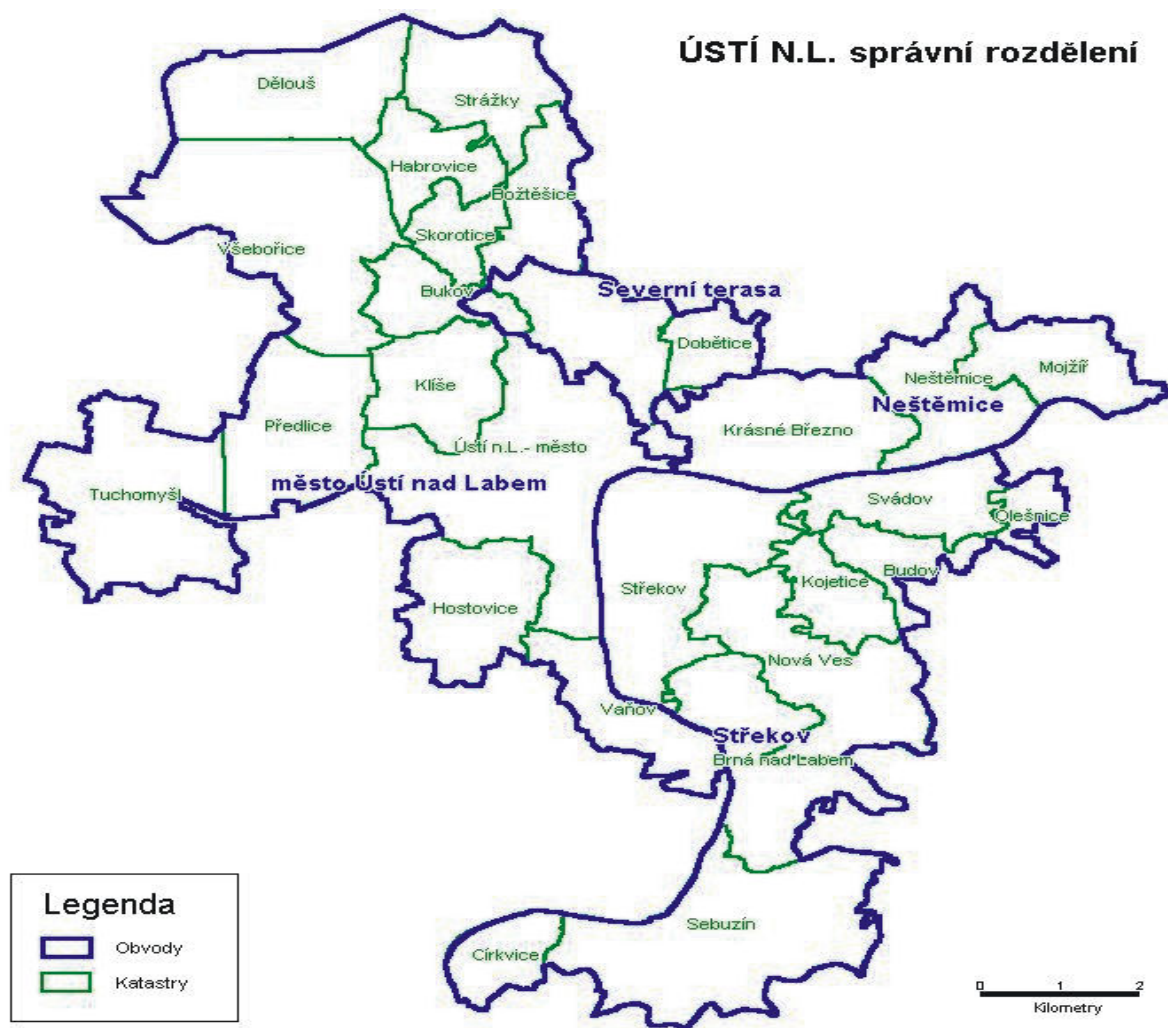 ÚSTÍ N.L. správní rozdělení
Dělouš
Strážky
Habrovice
Božtěšice
Skorotice
Všebořice
Bukov
Severní terasa
Dobětice
Mojžíř
Neštěmice
Klíše
Neštěmice
Předlice
Krásné Březno
Ústí n.L.- město
město Ústí nad Labem
Tuchomyšl
Svádov
Olešnice
Budov
Kojetice
Střekov
Hostovice
Nová Ves
Vaňov
Střekov
Brná nad Labem
Sebuzín
Církvice
Legenda
Obvody
Katastry
0 1 2
Kilometry